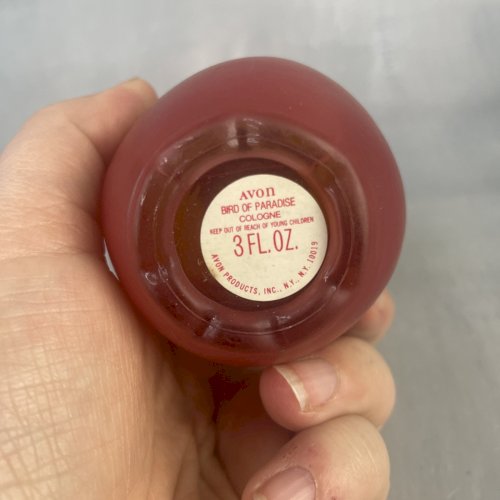 AVON
BIRD OF PARADISE
COLOGNE
KEEP OUT OF REACH OF YOUNG CHILDREN
3 FL. OZ.
AVON PRODUCTS, INC., N.Y., N.Y. 10019